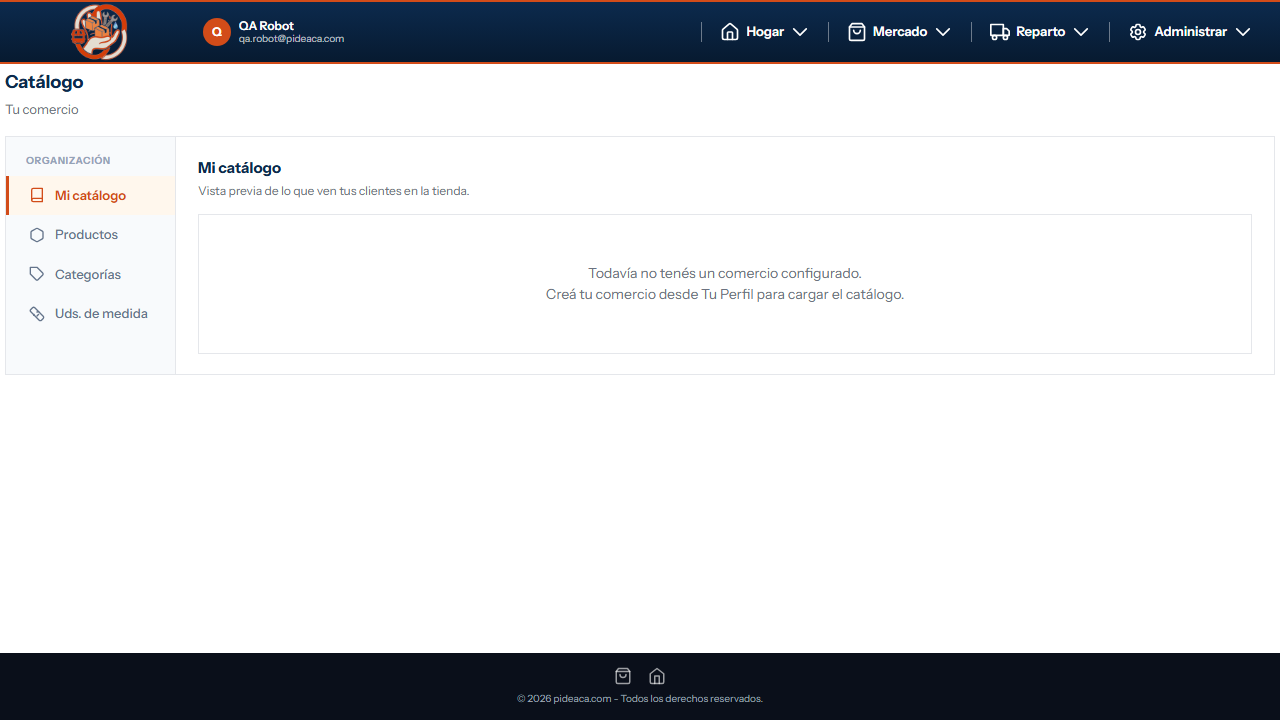 Q
QA Robot
qa.robot@pideaca.com
Hogar
Mercado
Reparto
Administrar
Catálogo
Tu comercio
ORGANIZACIÓN
Mi catálogo
Productos
Categorías
Uds. de medida
Mi catálogo
Vista previa de lo que ven tus clientes en la tienda.
Todavía no tenés un comercio configurado.
Creá tu comercio desde Tu Perfil para cargar el catálogo.
© 2026 pideaca.com - Todos los derechos reservados.